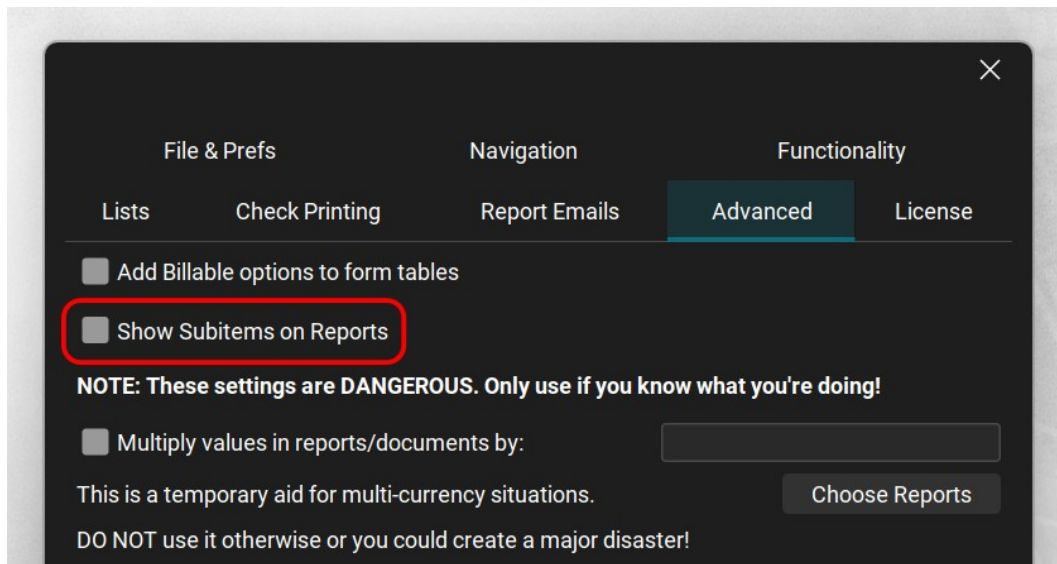 File & Prefs Navigation Functionality
Lists Check Printing Report Emails Advanced License
Add Billable options to form tables
Show Subitems on Reports
NOTE: These settings are DANGEROUS. Only use if you know what you're doing!
Multiply values in reports/documents by:
This is a temporary aid for multi-currency situations. Choose Reports
DO NOT use it otherwise or you could create a major disaster!